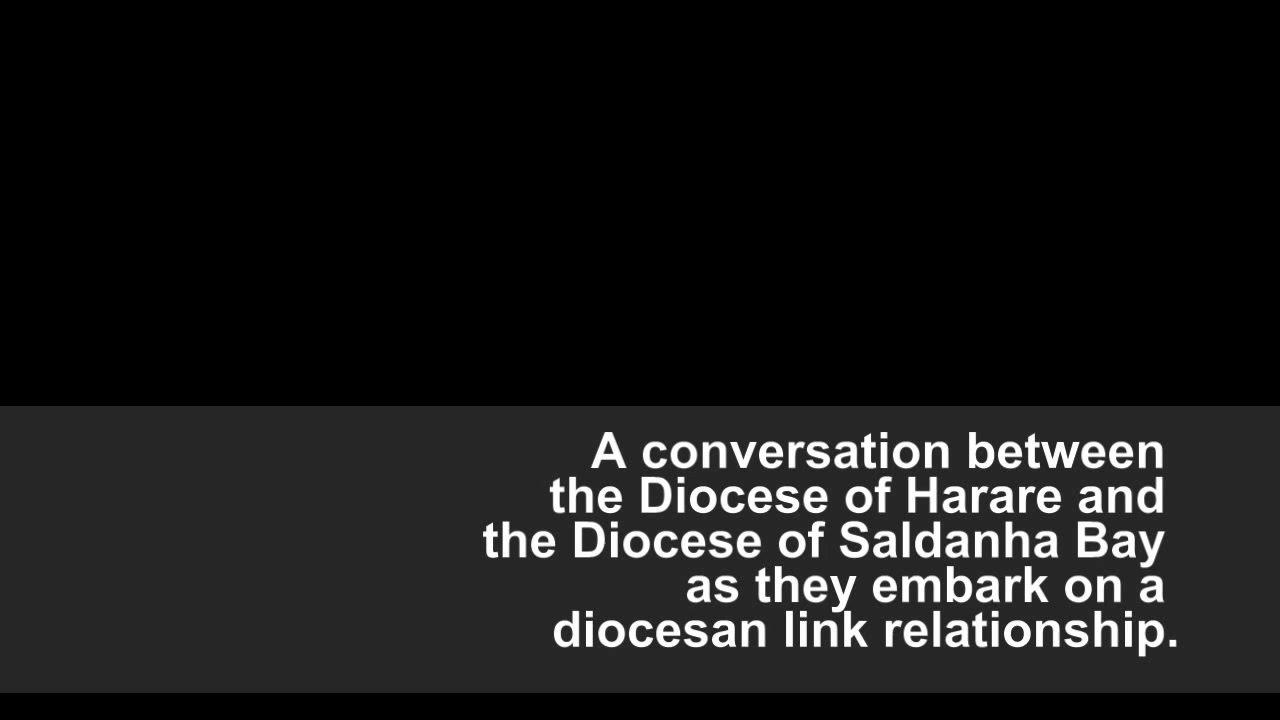 A conversation between
the Diocese of Harare and
the Diocese of Saldanha Bay
as they embark on a
diocesan link relationship.